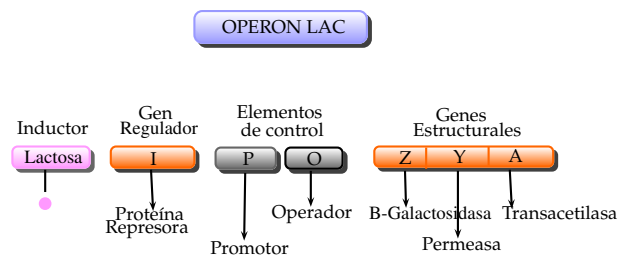 OPERON LAC
Inductor
Gen
Regulador
Elementos
de control
Genes
Estructurales
Lactosa
I
P
O
Z
Y
A
Proteína
Represora
Promotor
Operador
B-Galactosidasa
Permeasa
Transacetilasa